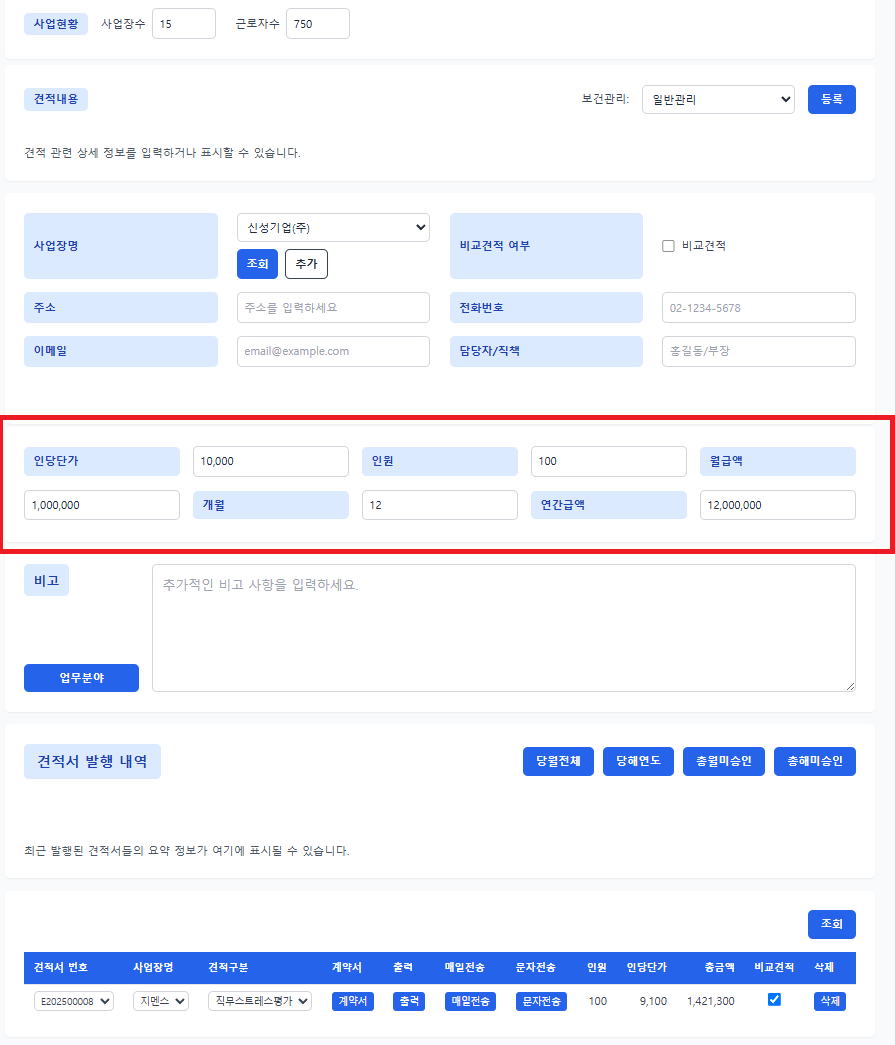 사업현황 사업장수 15 근로자수 750
견적내용 보건관리: 일반관리 등록
견적 관련 상세 정보를 입력하거나 표시할 수 있습니다.
사업장명 신성기업(주) 비교견적 여부 비교견적
조회 추가
주소 주소를 입력하세요 전화번호 02-1234-5678
이메일 email@example.com 담당자/직책 홍길동/부장
인당단가 10,000 인원 100 월금액
1,000,000 개월 12 연간금액 12,000,000
비고 추가적인 비고 사항을 입력하세요.
업무분야
견적서 발행 내역 당월전체 당해연도 총월미승인 총해미승인
최근 발행된 견적서들의 요약 정보가 여기에 표시될 수 있습니다.
조회
견적서 번호 사업장명 견적구분 계약서 출력 매일전송 문자전송 인원 인당단가 총금액 비교견적 삭제
E202500008 지멘스 직무스트레스평가 계약서 출력 매일전송 문자전송 100 9,100 1,421,300 삭제